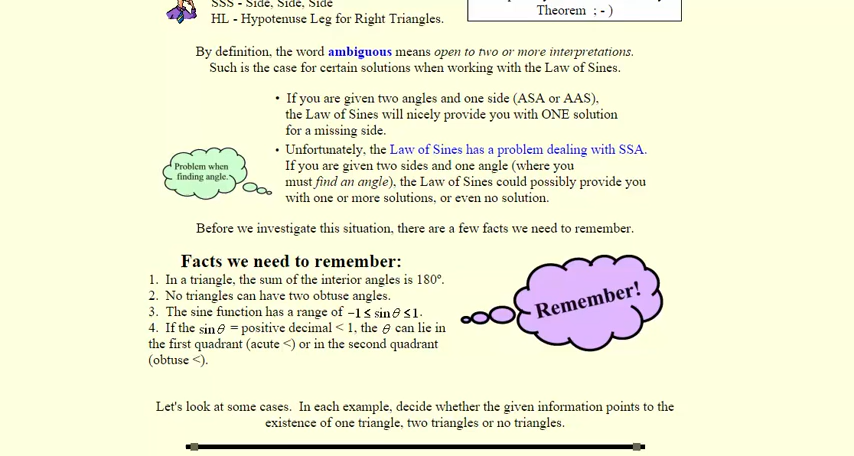 SSS - Side, Side, Side
HL - Hypotenuse Leg for Right Triangles.
Theorem ; - )
By definition, the word ambiguous means open to two or more interpretations.
Such is the case for certain solutions when working with the Law of Sines.
• If you are given two angles and one side (ASA or AAS),
the Law of Sines will nicely provide you with ONE solution
for a missing side.
Problem when
finding angle.
• Unfortunately, the Law of Sines has a problem dealing with SSA.
If you are given two sides and one angle (where you
must find an angle), the Law of Sines could possibly provide you
with one or more solutions, or even no solution.
Before we investigate this situation, there are a few facts we need to remember.
Facts we need to remember:
1. In a triangle, the sum of the interior angles is 180º.
2. No triangles can have two obtuse angles.
3. The sine function has a range of −1 ≤ sin θ ≤ 1.
4. If the sin θ = positive decimal < 1, the θ can lie in
the first quadrant (acute <) or in the second quadrant
(obtuse <).
Remember!
Let's look at some cases. In each example, decide whether the given information points to the
existence of one triangle, two triangles or no triangles.